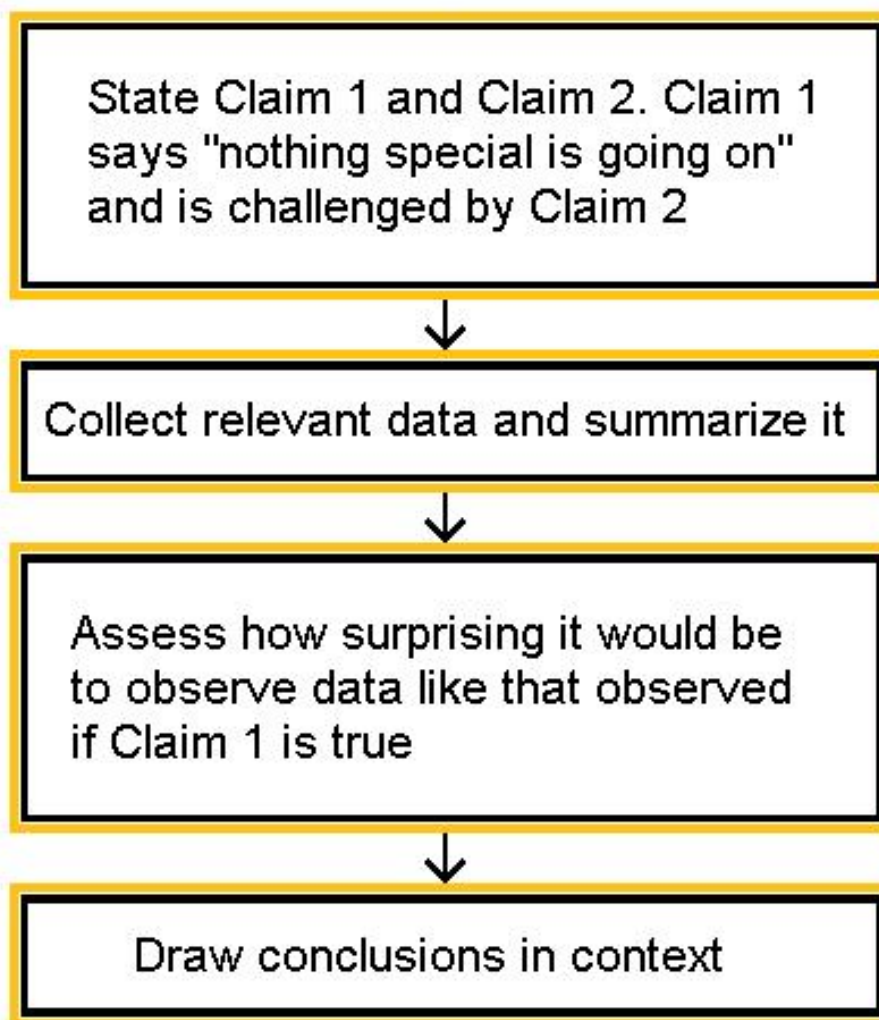 State Claim 1 and Claim 2. Claim 1
says "nothing special is going on"
and is challenged by Claim 2
Collect relevant data and summarize it
Assess how surprising it would be
to observe data like that observed
if Claim 1 is true
Draw conclusions in context